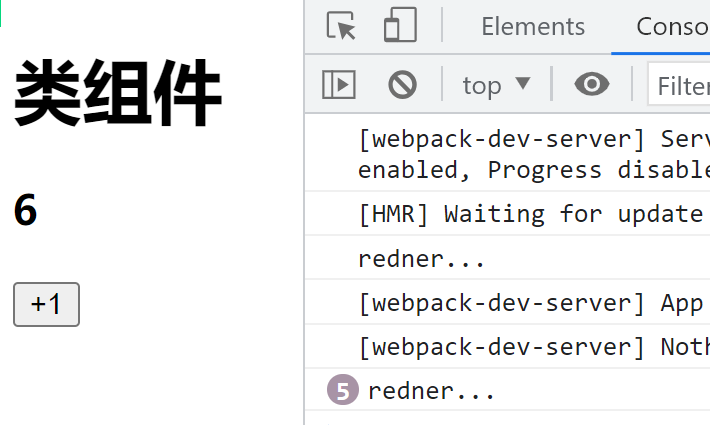 类组件
6
+1
Elements
Conso
top
Filter
[webpack-dev-server] Serv
enabled, Progress disable
[HMR] Waiting for update
redner...
[webpack-dev-server] App
[webpack-dev-server] Noth
5 redner...